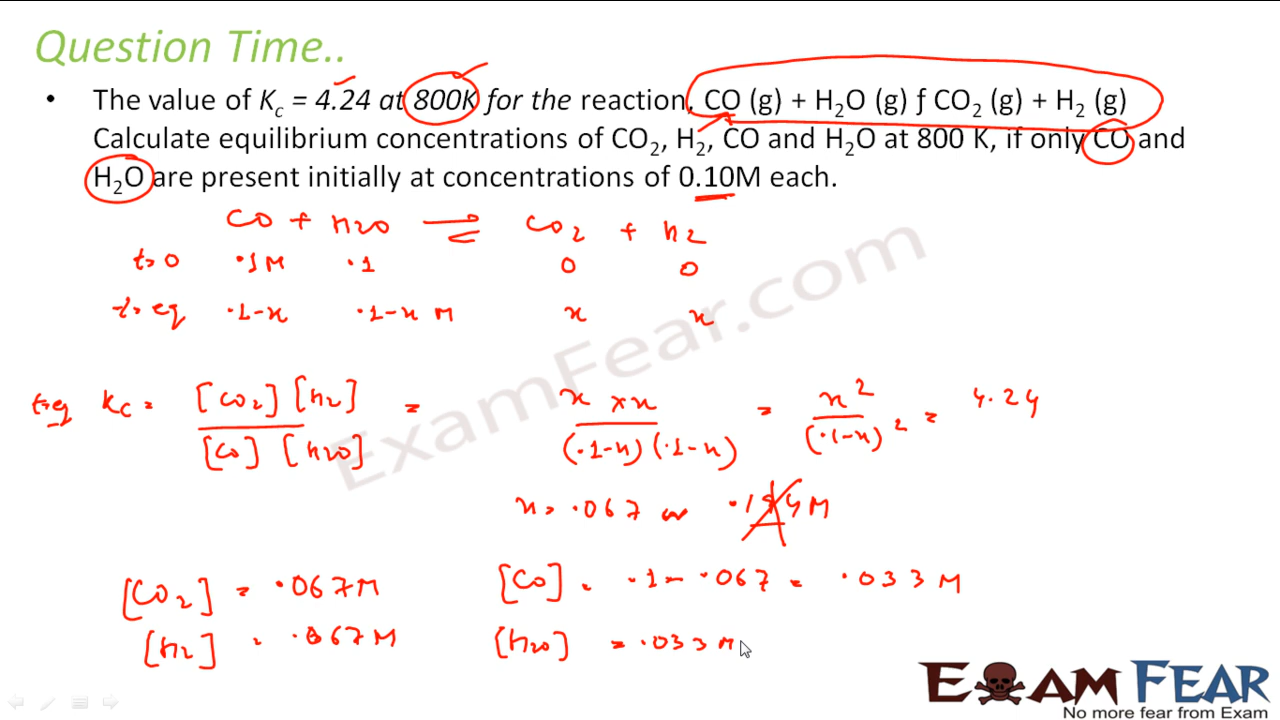 Question Time..
• The value of Kc = 4.24 at 800K for the reaction, CO (g) + H2O (g) ƒ CO2 (g) + H2 (g)
Calculate equilibrium concentrations of CO2, H2, CO and H2O at 800 K, if only CO and
H2O are present initially at concentrations of 0.10M each.
CO + H2O ⇌ CO2 + H2
t=0 .1M .1 0 0
t=eq .1-x .1-x M x x
t=eq Kc = [CO2] [H2] / [CO] [H2O] = x × x / (.1-x) (.1-x) = x² / (.1-x)² = 4.24
x = .067 or M
[CO2] = .067M [CO] = .1 - .067 = .033 M
[H2] = .067M [H2O] = .033 M
ExamFear.com
EXAM FEAR
No more fear from Exam